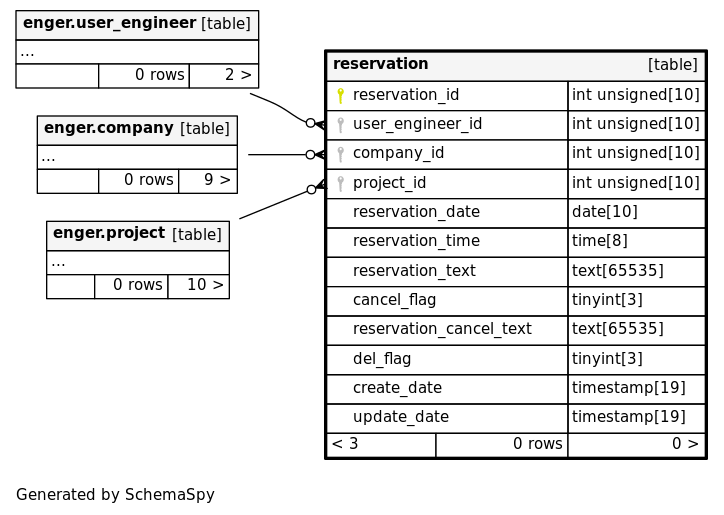 enger.user_engineer [table]
...
0 rows 2 >
enger.company [table]
...
0 rows 9 >
enger.project [table]
...
0 rows 10 >
reservation [table]
reservation_id int unsigned[10]
user_engineer_id int unsigned[10]
company_id int unsigned[10]
project_id int unsigned[10]
reservation_date date[10]
reservation_time time[8]
reservation_text text[65535]
cancel_flag tinyint[3]
reservation_cancel_text text[65535]
del_flag tinyint[3]
create_date timestamp[19]
update_date timestamp[19]
< 3 0 rows 0 >
Generated by SchemaSpy